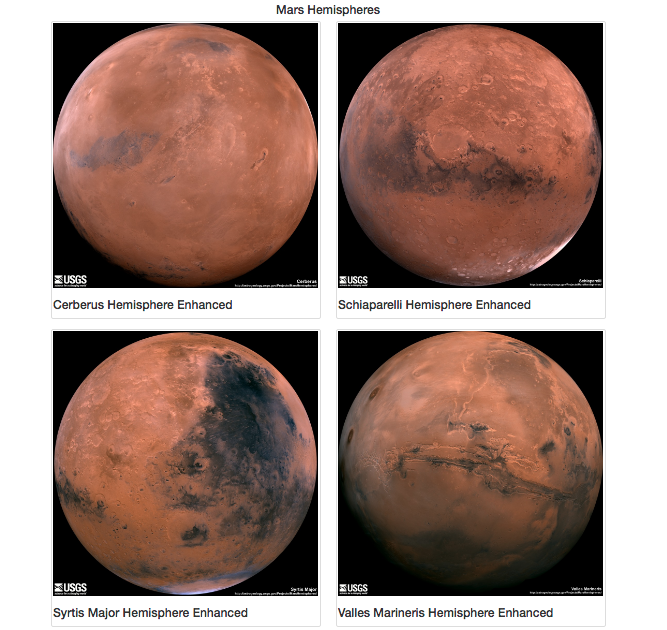 Mars Hemispheres
USGS
Cerberus
Cerberus Hemisphere Enhanced
USGS
Schiaparelli
Schiaparelli Hemisphere Enhanced
USGS
Syrtis Major
Syrtis Major Hemisphere Enhanced
USGS
Valles Marineris
Valles Marineris Hemisphere Enhanced